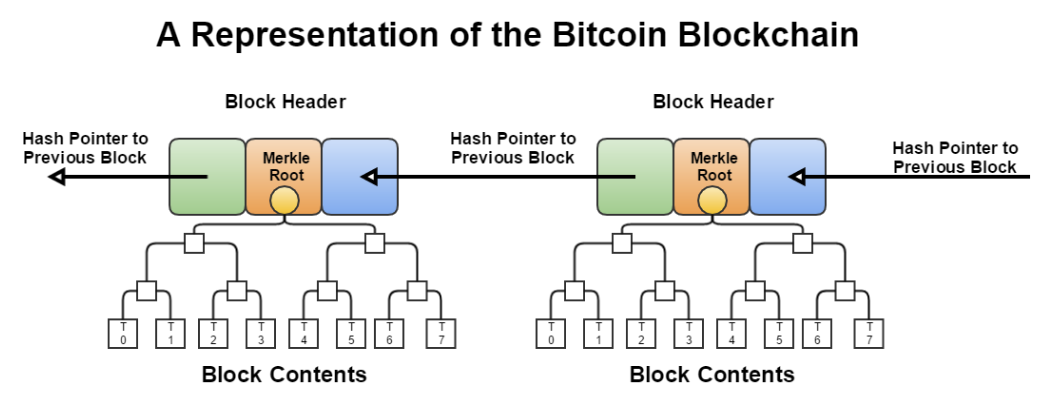 A Representation of the Bitcoin Blockchain
Block Header
Block Header
Hash Pointer to
Previous Block
Merkle
Root
Hash Pointer to
Previous Block
Merkle
Root
Hash Pointer to
Previous Block
T
0
T
1
T
2
T
3
T
4
T
5
T
6
T
7
T
0
T
1
T
2
T
3
T
4
T
5
T
6
T
7
Block Contents
Block Contents